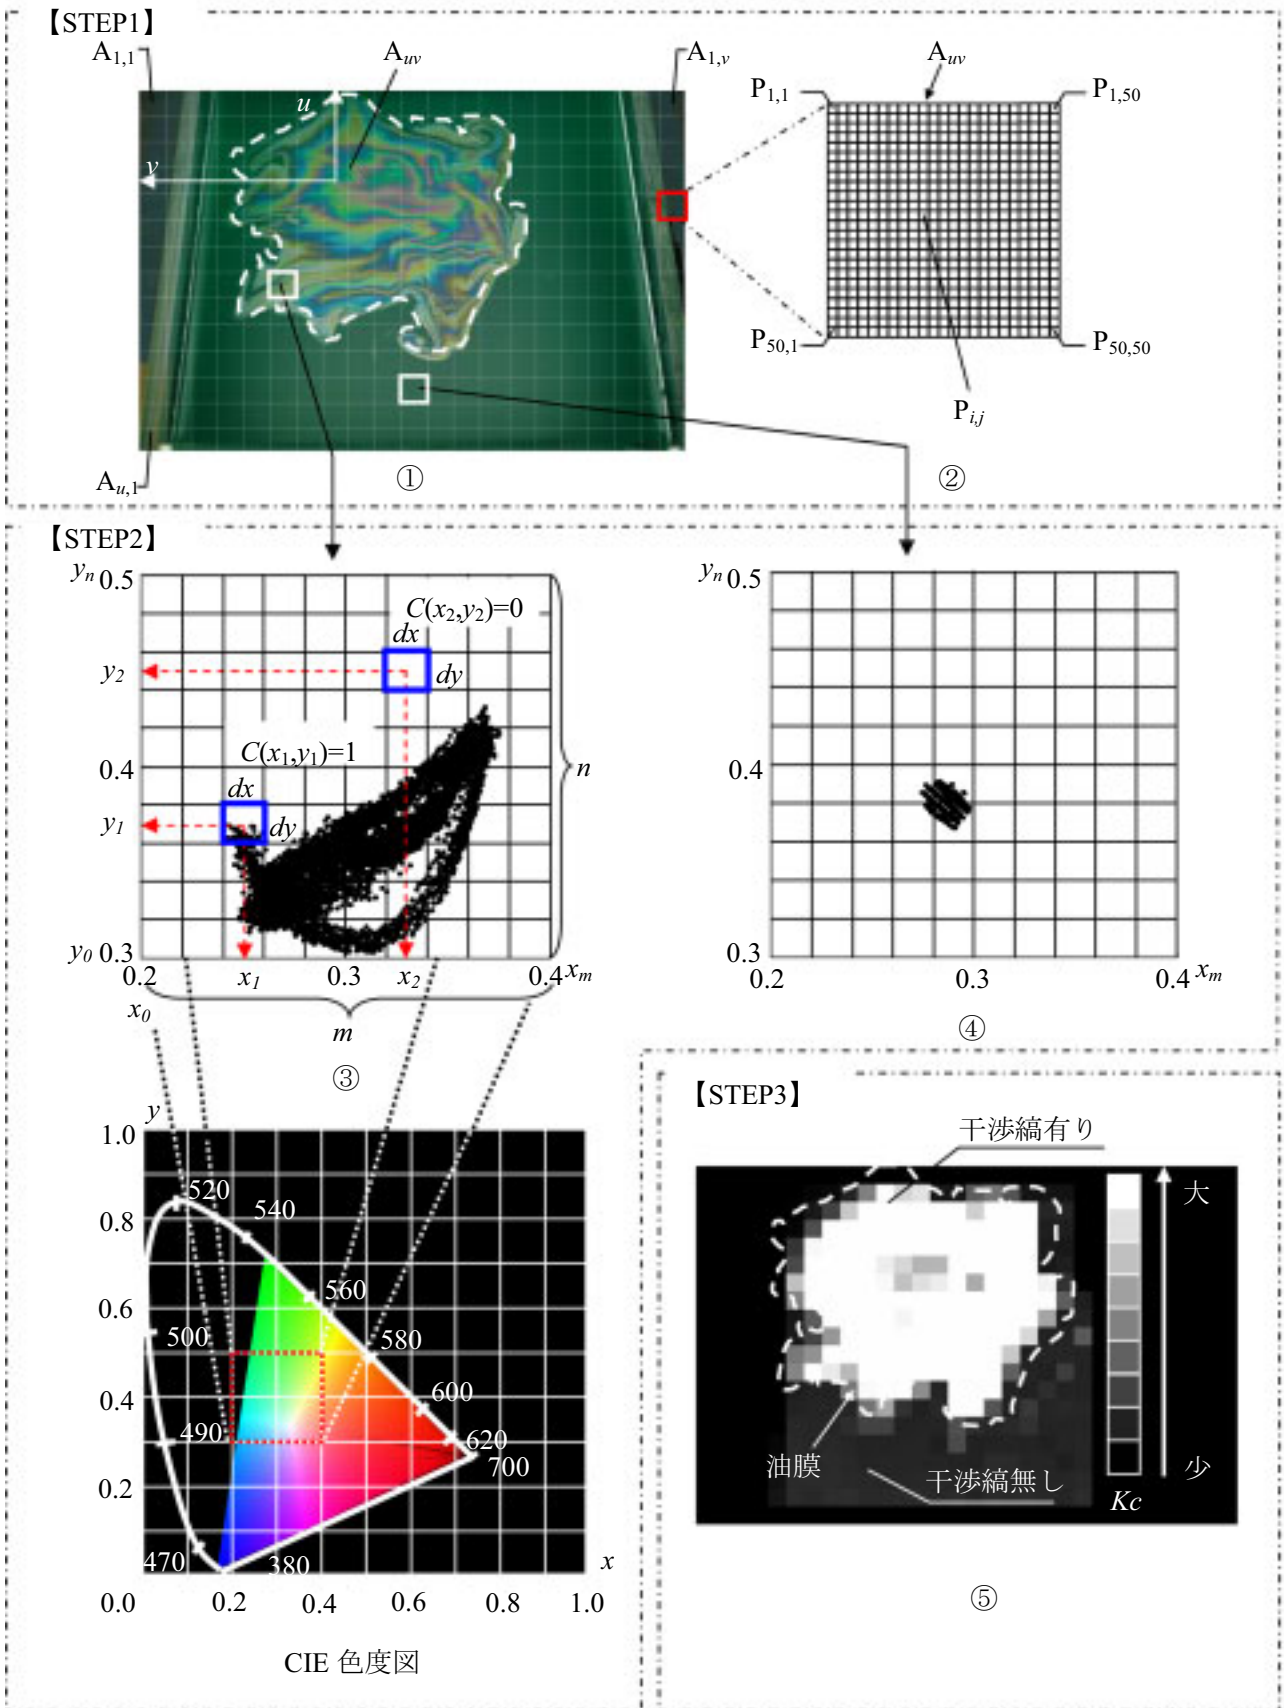 【STEP1】
A1,1
Auv
A1,v
Auv
P1,1
P1,50
u
v
P50,1
P50,50
Pi,j
Au,1
①
②
【STEP2】
yn 0.5
C(x2,y2)=0
dx
y2
dy
C(x1,y1)=1
0.4
n
dx
y1
dy
y0 0.3
0.2
x1
0.3
x2
0.4 xm
x0
m
③
yn 0.5
0.4
0.3
0.2
0.3
0.4 xm
④
y
1.0
520
540
0.8
560
0.6
500
580
0.4
600
490
620
700
0.2
470
380
x
0.0
0.2
0.4
0.6
0.8
1.0
CIE 色度図
【STEP3】
干渉縞有り
大
油膜
干渉縞無し
少
Kc
⑤